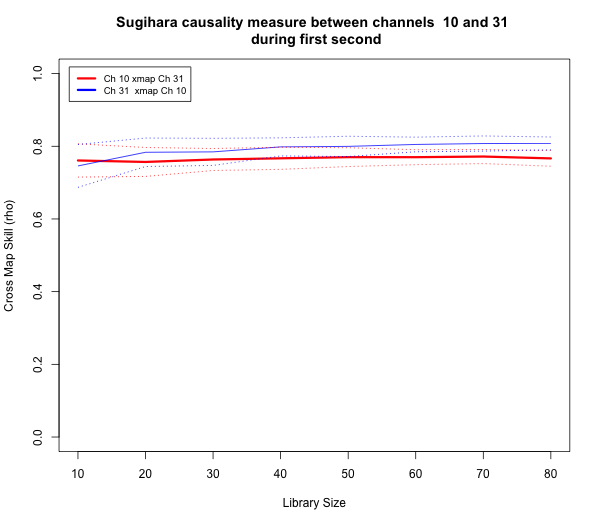 Sugihara causality measure between channels  10 and 31
during first second
Ch 10 xmap Ch 31
Ch 31  xmap Ch 10
Cross Map Skill (rho)
1.0
0.8
0.6
0.4
0.2
0.0
10 20 30 40 50 60 70 80
Library Size